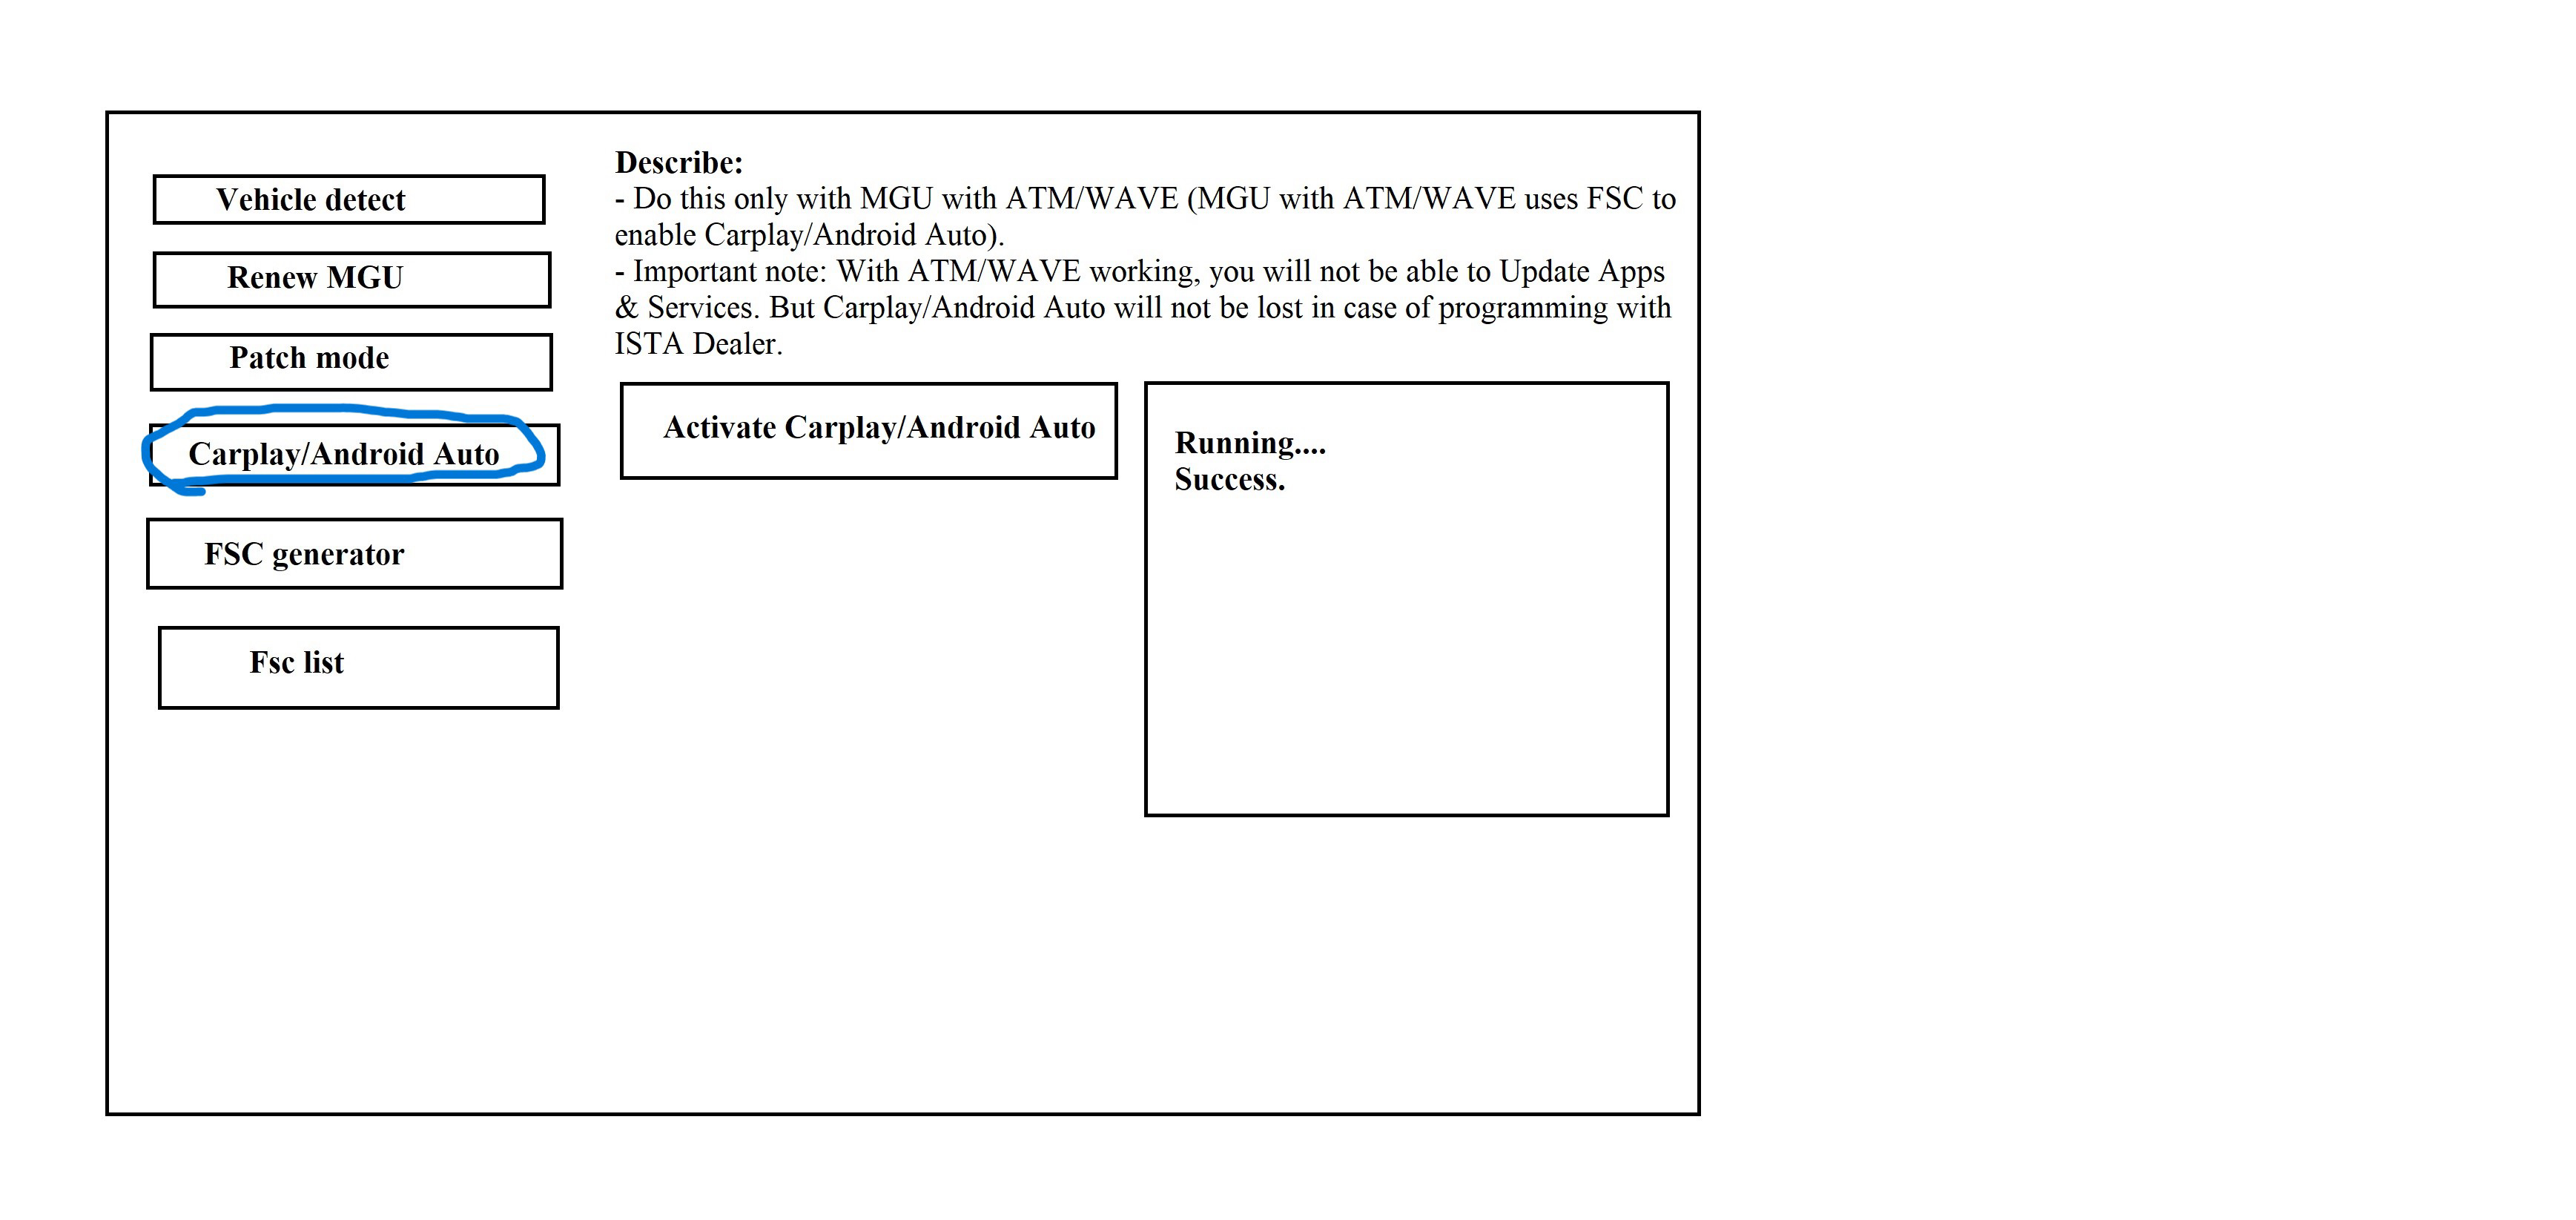 Vehicle detect
Renew MGU
Patch mode
Carplay/Android Auto
FSC generator
Fsc list
Describe:
- Do this only with MGU with ATM/WAVE (MGU with ATM/WAVE uses FSC to
enable Carplay/Android Auto).
- Important note: With ATM/WAVE working, you will not be able to Update Apps
& Services. But Carplay/Android Auto will not be lost in case of programming with
ISTA Dealer.
Activate Carplay/Android Auto
Running....
Success.